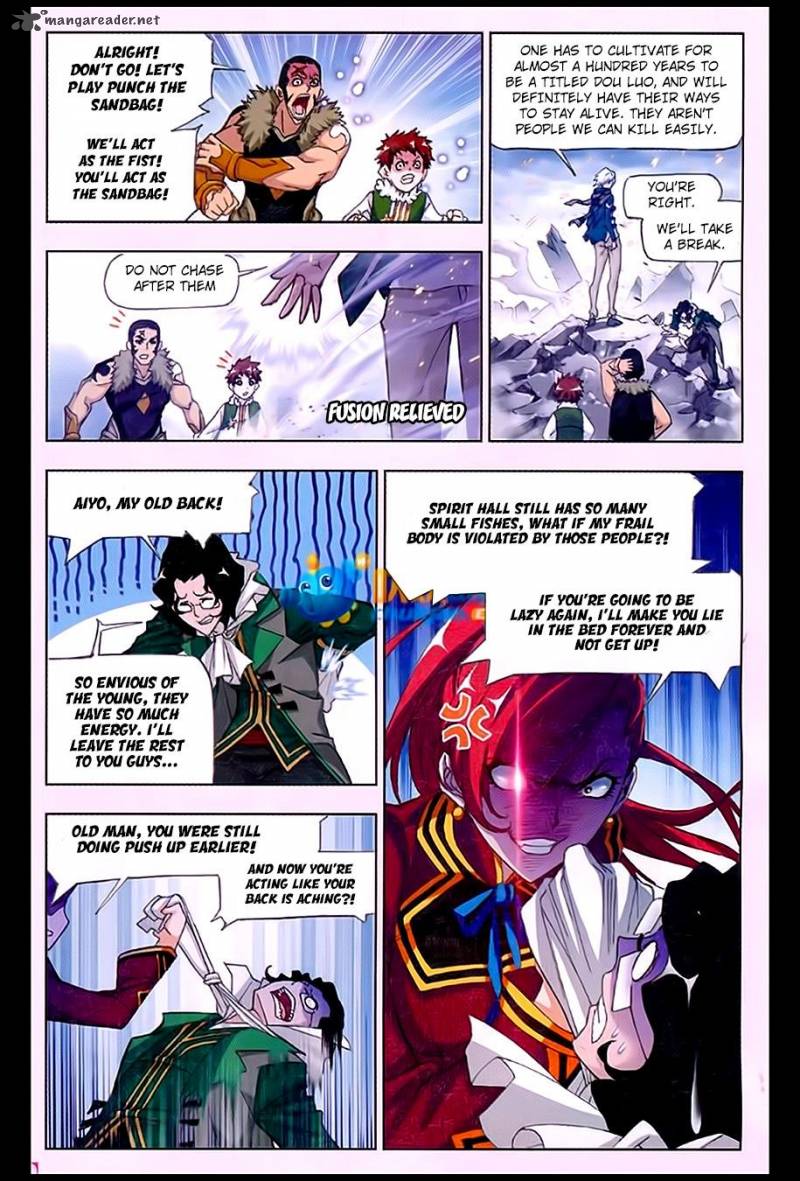 mangareader.net
ALRIGHT!
DON'T GO! LET'S
PLAY PUNCH THE
SANDBAG!
WE'LL ACT
AS THE FIST!
YOU'LL ACT AS
THE SANDBAG!
DO NOT CHASE
AFTER THEM
FUSION RELIEVED
ONE HAS TO CULTIVATE FOR
ALMOST A HUNDRED YEARS TO
BE A TITLED DOU LUO, AND WILL
DEFINITELY HAVE THEIR WAYS
TO STAY ALIVE. THEY AREN'T
PEOPLE WE CAN KILL EASILY.
YOU'RE
RIGHT.
WE'LL TAKE
A BREAK.
AIYO, MY OLD BACK!
SO ENVIOUS OF
THE YOUNG, THEY
HAVE SO MUCH
ENERGY. I'LL
LEAVE THE REST
TO YOU GUYS...
OLD MAN, YOU WERE STILL
DOING PUSH UP EARLIER!
AND NOW YOU'RE
ACTING LIKE YOUR
BACK IS ACHING?!
SPIRIT HALL STILL HAS SO MANY
SMALL FISHES, WHAT IF MY FRAIL
BODY IS VIOLATED BY THOSE PEOPLE?!
IF YOU'RE GOING TO BE
LAZY AGAIN, I'LL MAKE YOU LIE
IN THE BED FOREVER AND
NOT GET UP!